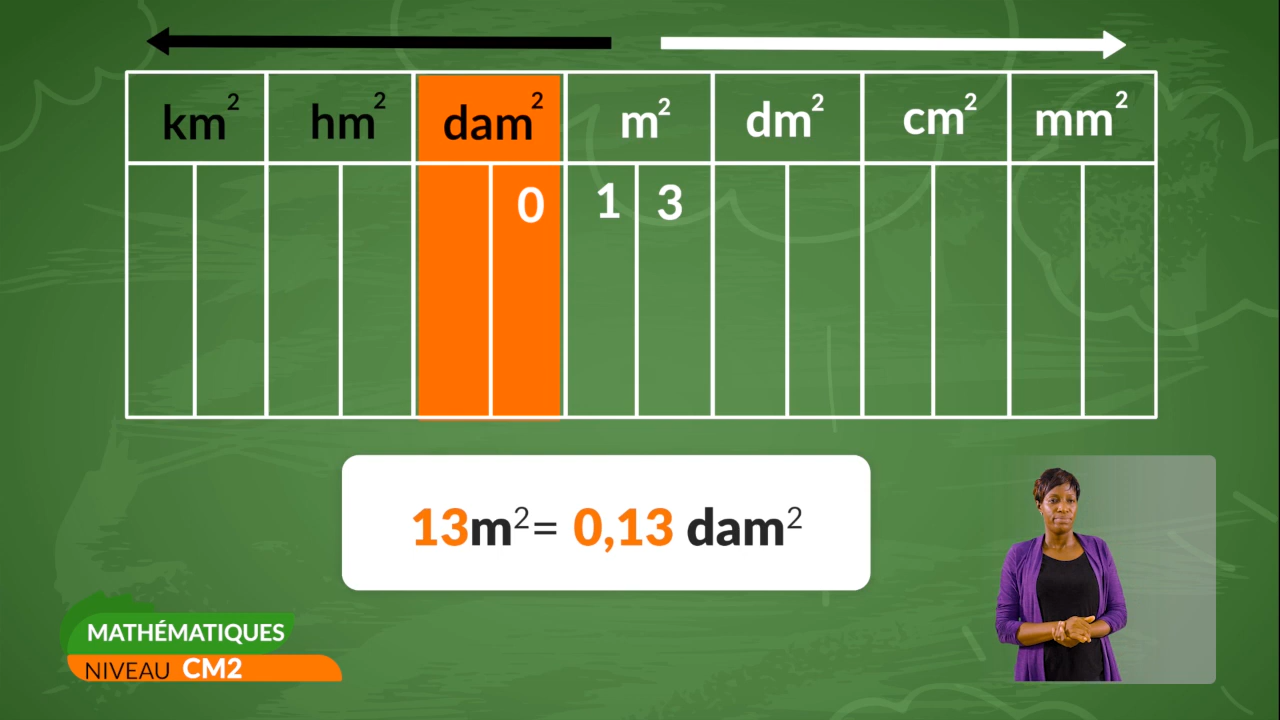 km² hm² dam² m² dm² cm² mm²
0 1 3
13m²= 0,13 dam²
MATHÉMATIQUES
NIVEAU CM2